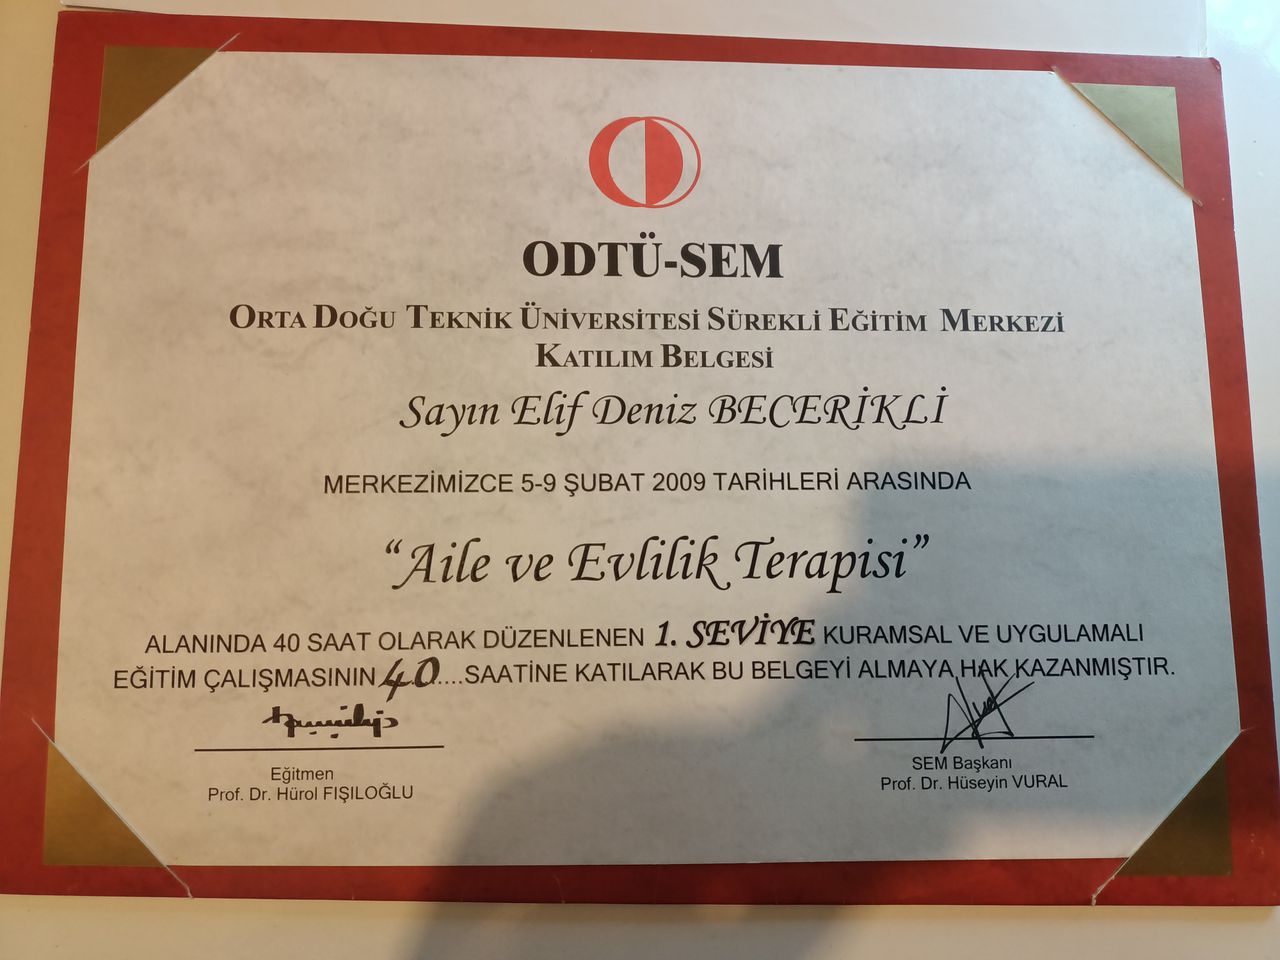 ODTÜ-SEM
ORTA DOĞU TEKNİK ÜNİVERSİTESİ SÜREKLİ EĞİTİM MERKEZİ
KATILIM BELGESİ
Sayın Elif Deniz BECERİKLİ
MERKEZİMİZCE 5-9 ŞUBAT 2009 TARİHLERİ ARASINDA
“Aile ve Evlilik Terapisi”
ALANINDA 40 SAAT OLARAK DÜZENLENEN 1. SEVİYE KURAMSAL VE UYGULAMALI
EĞİTİM ÇALIŞMASININ 40....SAATİNE KATILARAK BU BELGEYİ ALMAYA HAK KAZANMIŞTIR.
Eğitmen
Prof. Dr. Hürol FIŞILOĞLU
SEM Başkanı
Prof. Dr. Hüseyin VURAL